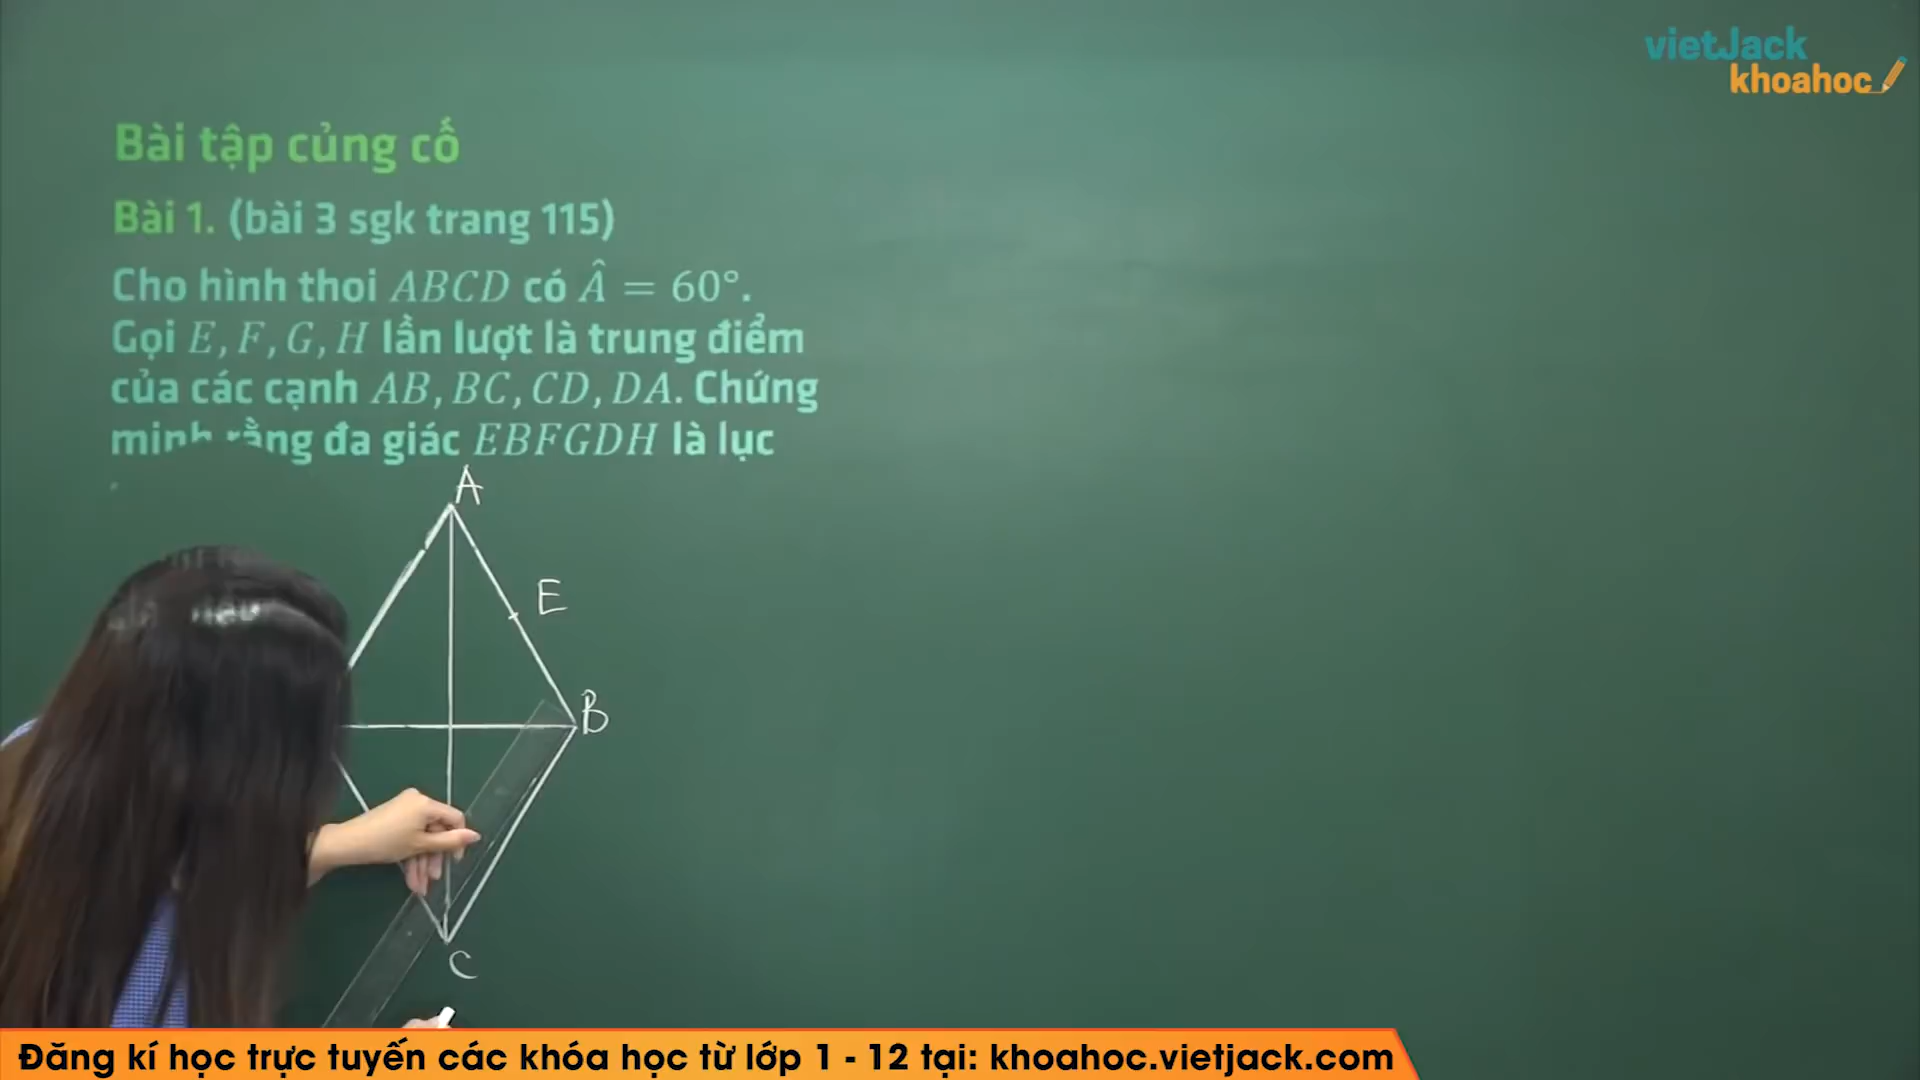 vietJack
khoahoc
Bài tập củng cố
Bài 1. (bài 3 sgk trang 115)
Cho hình thoi ABCD có Â = 60°.
Gọi E, F, G, H lần lượt là trung điểm
của các cạnh AB, BC, CD, DA. Chứng
minh rằng đa giác EBFGDH là lục
A
E
B
C
Đăng kí học trực tuyến các khóa học từ lớp 1 - 12 tại: khoahoc.vietjack.com